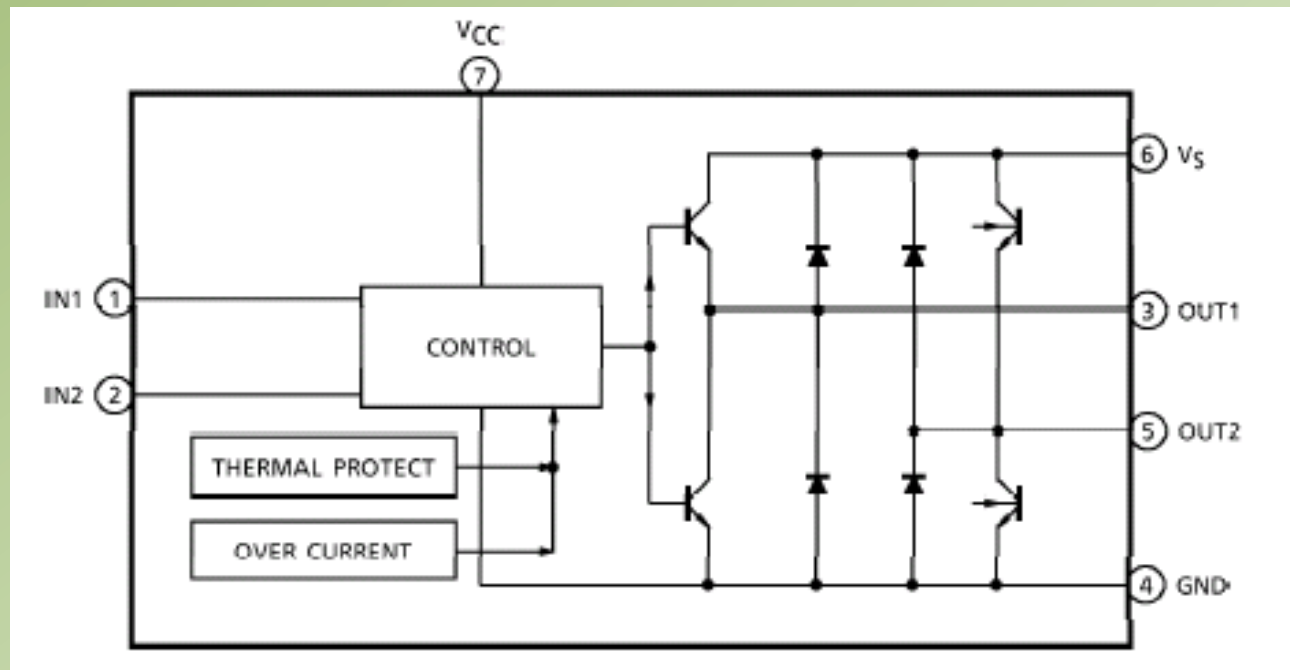 VCC
7
6 VS
IN1 1
3 OUT1
CONTROL
IN2 2
5 OUT2
THERMAL PROTECT
OVER CURRENT
4 GND